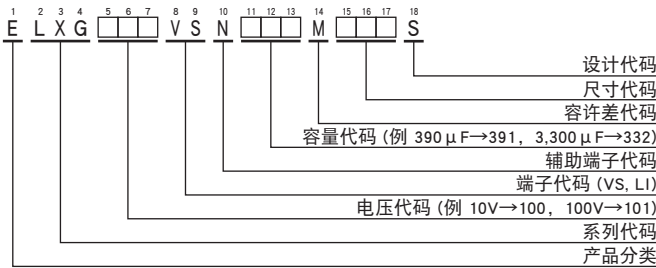 1 2 3 4 5 6 7 8 9 10 11 12 13 14 15 16 17 18
E L X G □□□ V S N □□□ M □□□ S
设计代码
尺寸代码
容许差代码
容量代码 (例 390μF→391, 3,300μF→332)
辅助端子代码
端子代码 (VS, LI)
电压代码 (例 10V→100, 100V→101)
系列代码
产品分类